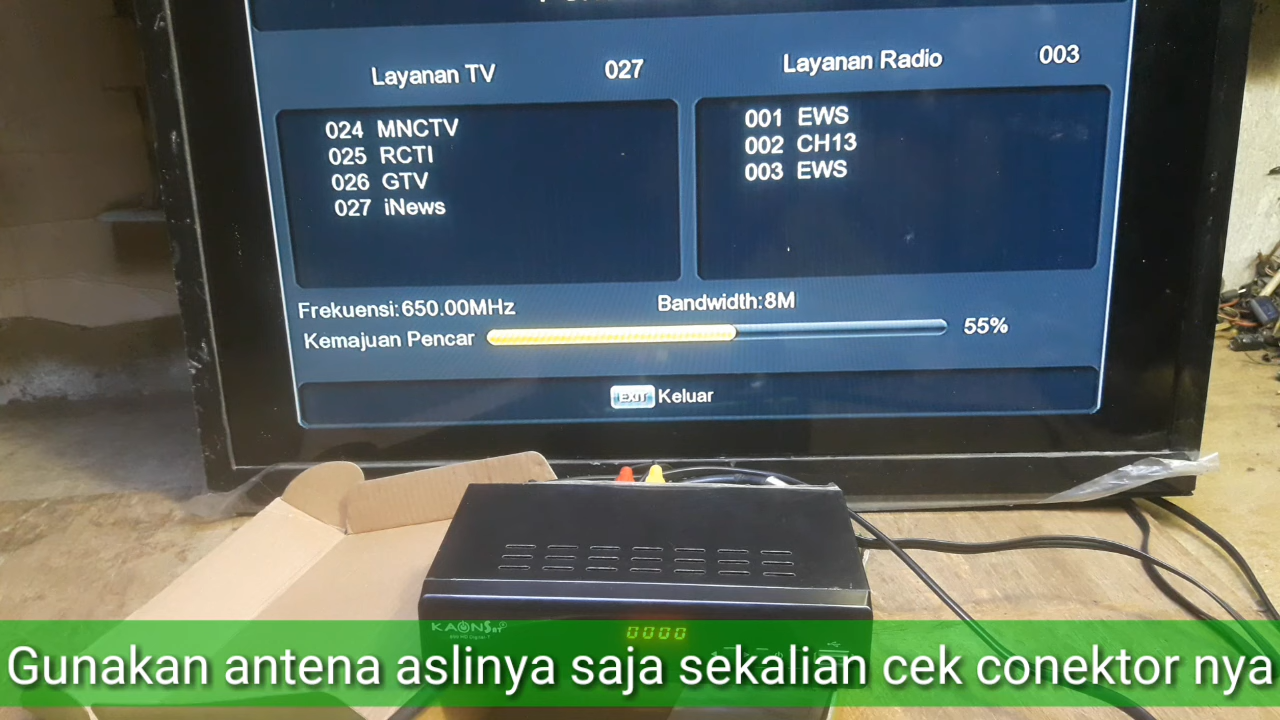 Layanan TV 027
024 MNCTV
025 RCTI
026 GTV
027 iNews
Layanan Radio 003
001 EWS
002 CH13
003 EWS
Frekuensi:650.00MHz Bandwidth:8M
Kemajuan Pencar 55%
EXIT Keluar
KAONSAT
0000
Gunakan antena aslinya saja sekalian cek conektor nya